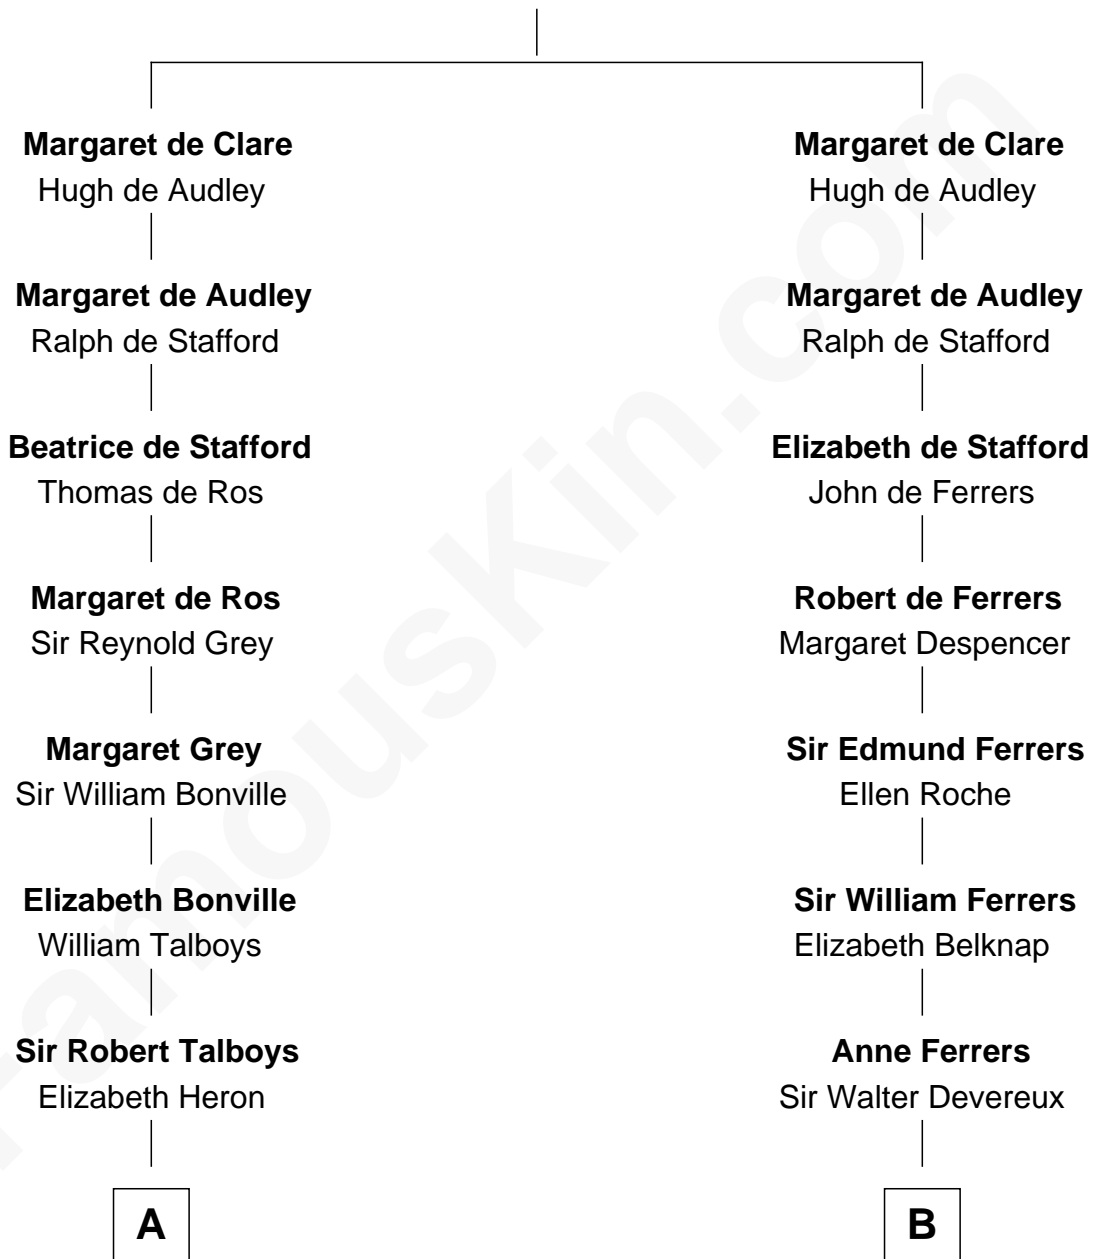 Margaret de Clare
Hugh de Audley
Margaret de Audley
Ralph de Stafford
Beatrice de Stafford
Thomas de Ros
Margaret de Ros
Sir Reynold Grey
Margaret Grey
Sir William Bonville
Elizabeth Bonville
William Talboys
Sir Robert Talboys
Elizabeth Heron
A
Margaret de Clare
Hugh de Audley
Margaret de Audley
Ralph de Stafford
Elizabeth de Stafford
John de Ferrers
Robert de Ferrers
Margaret Despencer
Sir Edmund Ferrers
Ellen Roche
Sir William Ferrers
Elizabeth Belknap
Anne Ferrers
Sir Walter Devereux
B
FamousKin.com